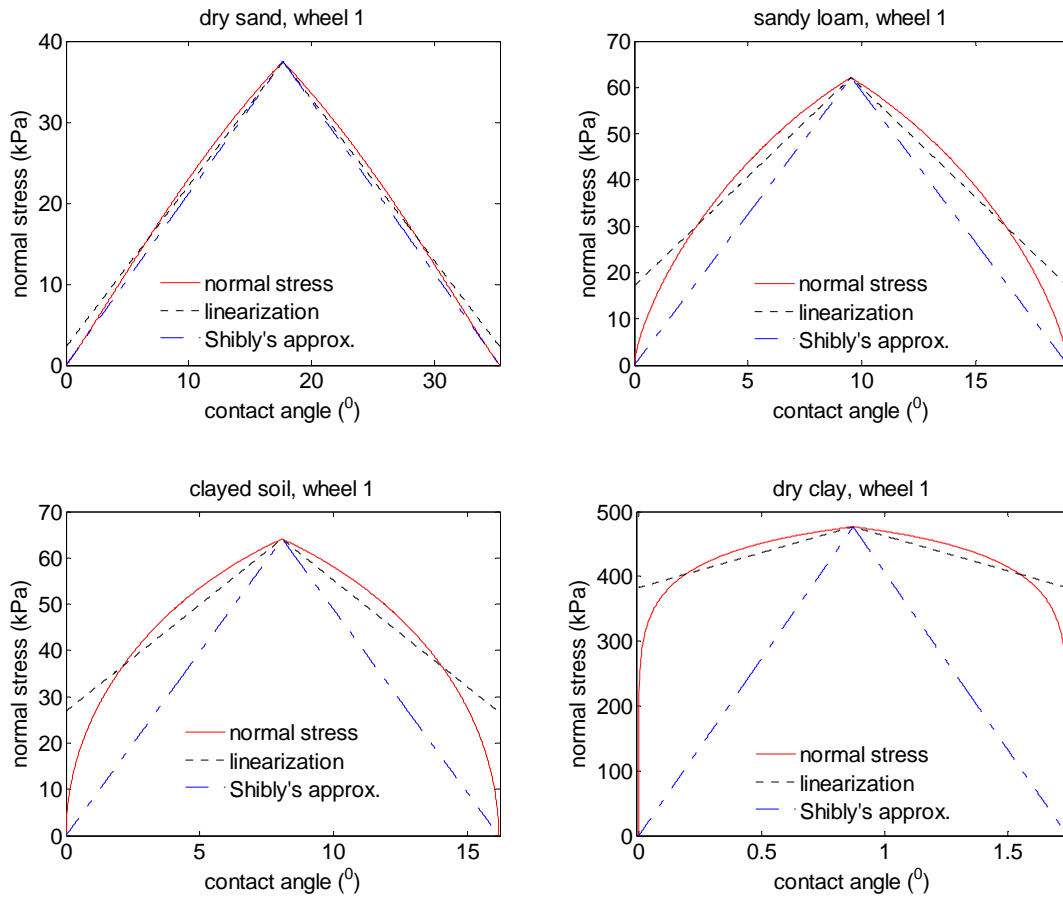 dry sand, wheel 1
40
30
20
10
0
normal stress (kPa)
normal stress
linearization
Shibly's approx.
0
10
20
30
contact angle (⁰)
sandy loam, wheel 1
70
60
50
40
30
20
10
0
normal stress (kPa)
normal stress
linearization
Shibly's approx.
0
5
10
15
contact angle (⁰)
clayed soil, wheel 1
70
60
50
40
30
20
10
0
normal stress (kPa)
normal stress
linearization
Shibly's approx.
0
5
10
15
contact angle (⁰)
dry clay, wheel 1
500
400
300
200
100
0
normal stress (kPa)
normal stress
linearization
Shibly's approx.
0
0.5
1
1.5
contact angle (⁰)